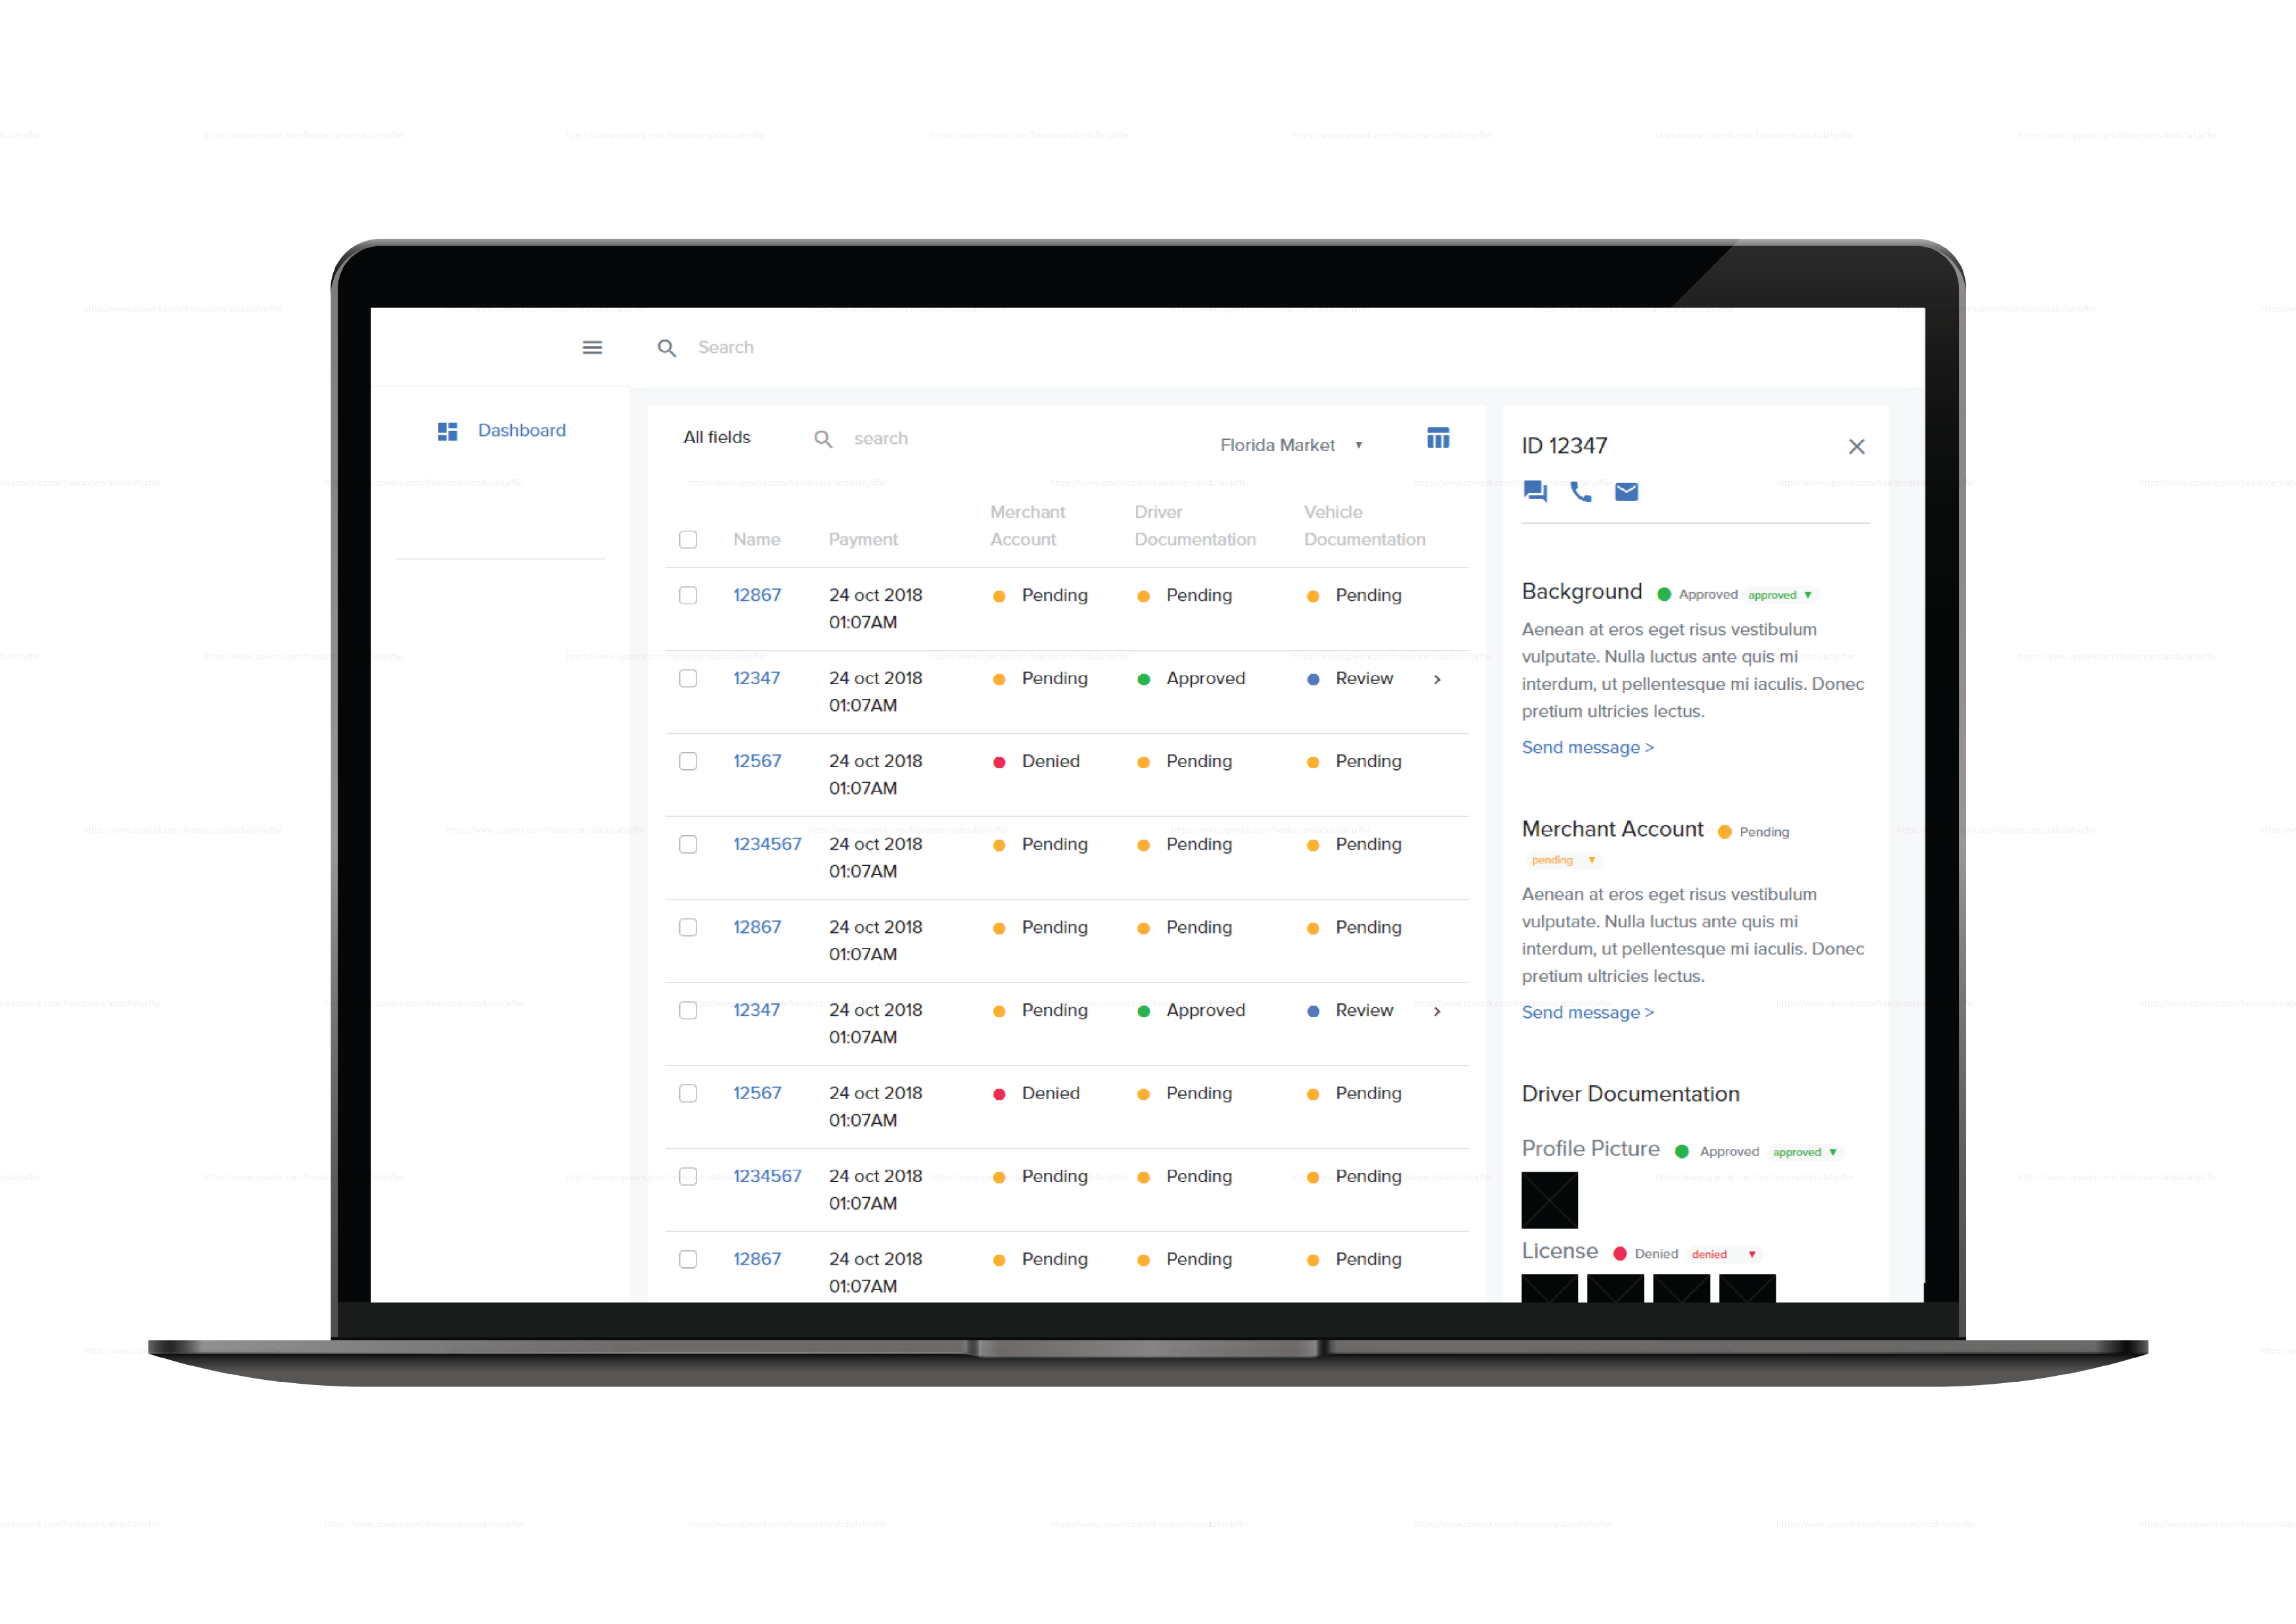 Search
Dashboard
All fields
search
Florida Market
Merchant Account
Driver Documentation
Vehicle Documentation
Name
Payment
12867 24 oct 2018 01:07AM Pending Pending Pending
12347 24 oct 2018 01:07AM Pending Approved Review >
12567 24 oct 2018 01:07AM Denied Pending Pending
1234567 24 oct 2018 01:07AM Pending Pending Pending
12867 24 oct 2018 01:07AM Pending Pending Pending
12347 24 oct 2018 01:07AM Pending Approved Review >
12567 24 oct 2018 01:07AM Denied Pending Pending
1234567 24 oct 2018 01:07AM Pending Pending Pending
12867 24 oct 2018 01:07AM Pending Pending Pending
ID 12347
Background Approved approved
Aenean at eros eget risus vestibulum
vulputate. Nulla luctus ante quis mi
interdum, ut pellentesque mi iaculis. Donec
pretium ultricies lectus.
Send message >
Merchant Account Pending
pending
Aenean at eros eget risus vestibulum
vulputate. Nulla luctus ante quis mi
interdum, ut pellentesque mi iaculis. Donec
pretium ultricies lectus.
Send message >
Driver Documentation
Profile Picture Approved approved
License Denied denied